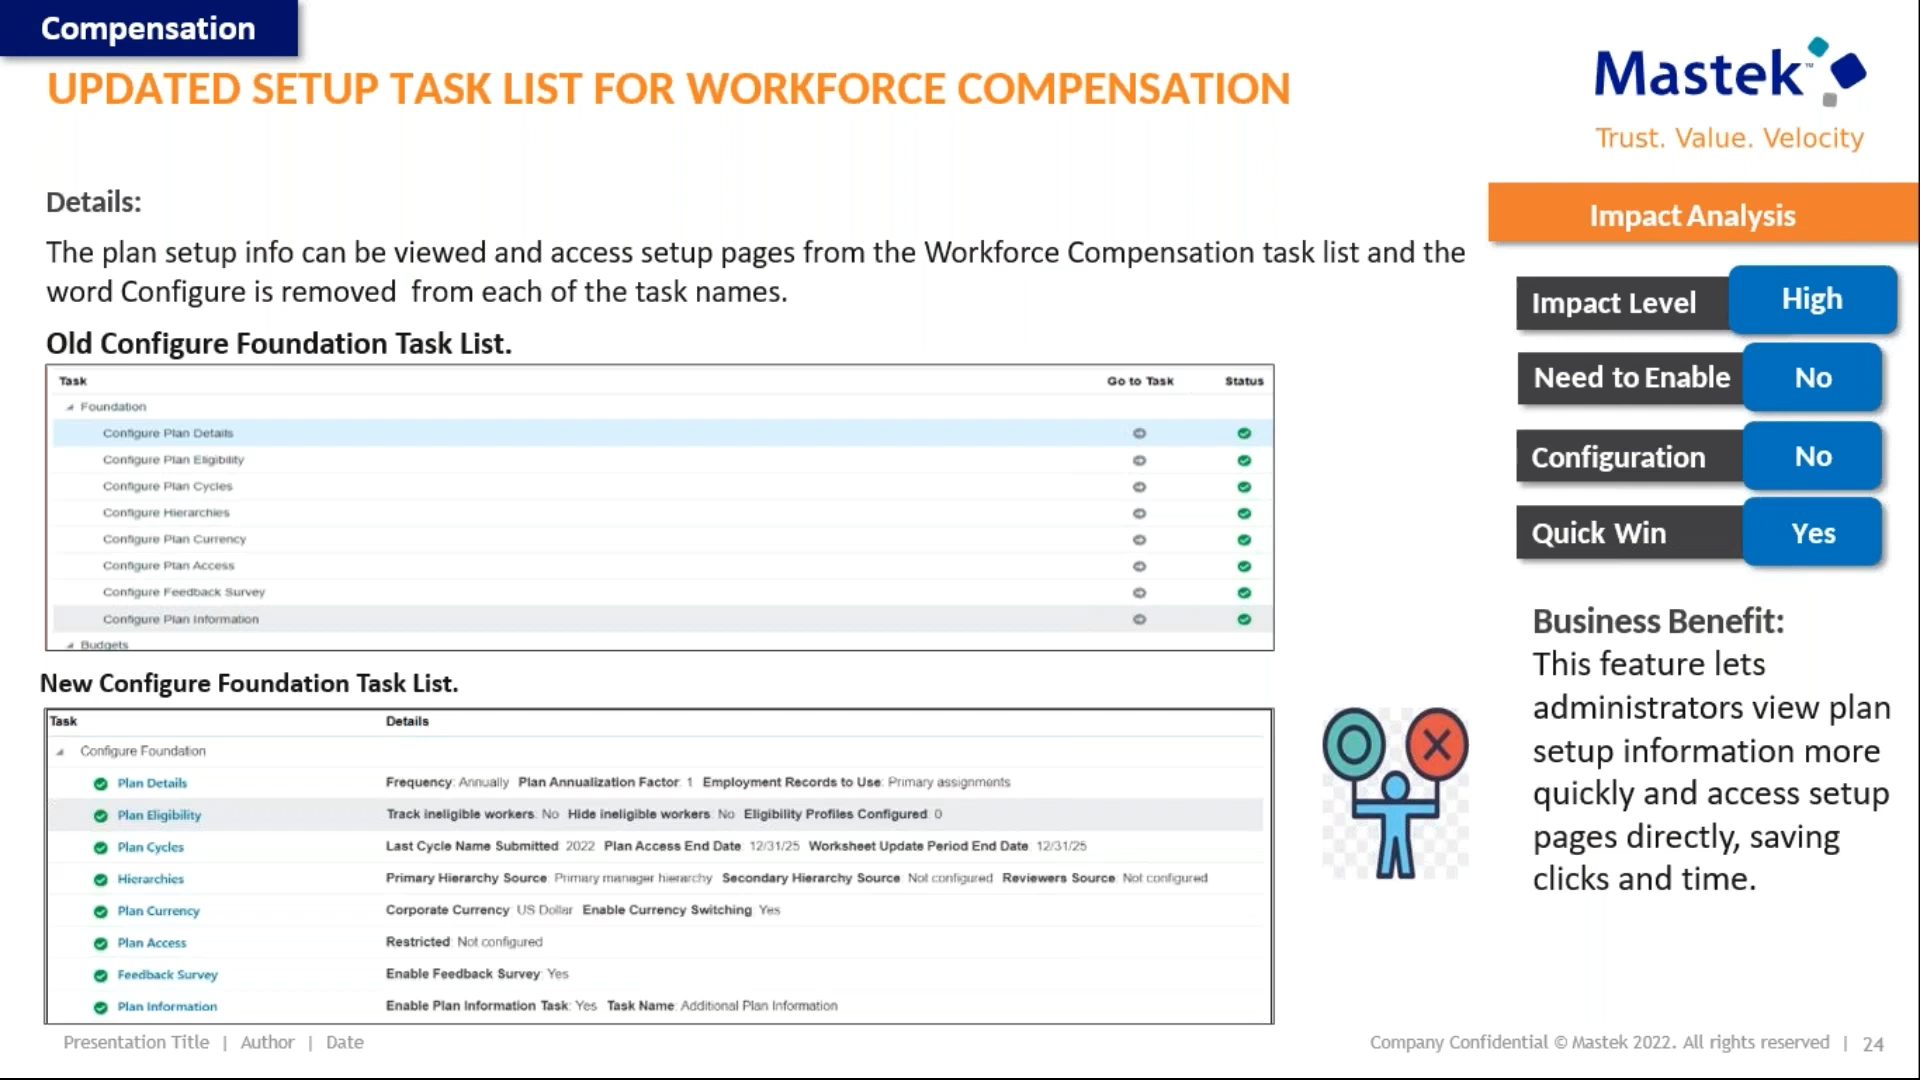 Compensation
UPDATED SETUP TASK LIST FOR WORKFORCE COMPENSATION
Mastek™
Trust. Value. Velocity
Details:
The plan setup info can be viewed and access setup pages from the Workforce Compensation task list and the
word Configure is removed from each of the task names.
Old Configure Foundation Task List.
Task Go to Task Status
Foundation
Configure Plan Details
Configure Plan Eligibility
Configure Plan Cycles
Configure Hierarchies
Configure Plan Currency
Configure Plan Access
Configure Feedback Survey
Configure Plan Information
Budgets
New Configure Foundation Task List.
Task Details
Configure Foundation
Plan Details Frequency: Annually Plan Annualization Factor: 1 Employment Records to Use: Primary assignments
Plan Eligibility Track ineligible workers: No Hide ineligible workers: No Eligibility Profiles Configured: 0
Plan Cycles Last Cycle Name Submitted: 2022 Plan Access End Date: 12/31/25 Worksheet Update Period End Date: 12/31/25
Hierarchies Primary Hierarchy Source: Primary manager hierarchy Secondary Hierarchy Source: Not configured Reviewers Source: Not configured
Plan Currency Corporate Currency: US Dollar Enable Currency Switching: Yes
Plan Access Restricted: Not configured
Feedback Survey Enable Feedback Survey: Yes
Plan Information Enable Plan Information Task: Yes Task Name: Additional Plan Information
Impact Analysis
Impact Level High
Need to Enable No
Configuration No
Quick Win Yes
Business Benefit:
This feature lets
administrators view plan
setup information more
quickly and access setup
pages directly, saving
clicks and time.
Presentation Title | Author | Date
Company Confidential © Mastek 2022. All rights reserved | 24